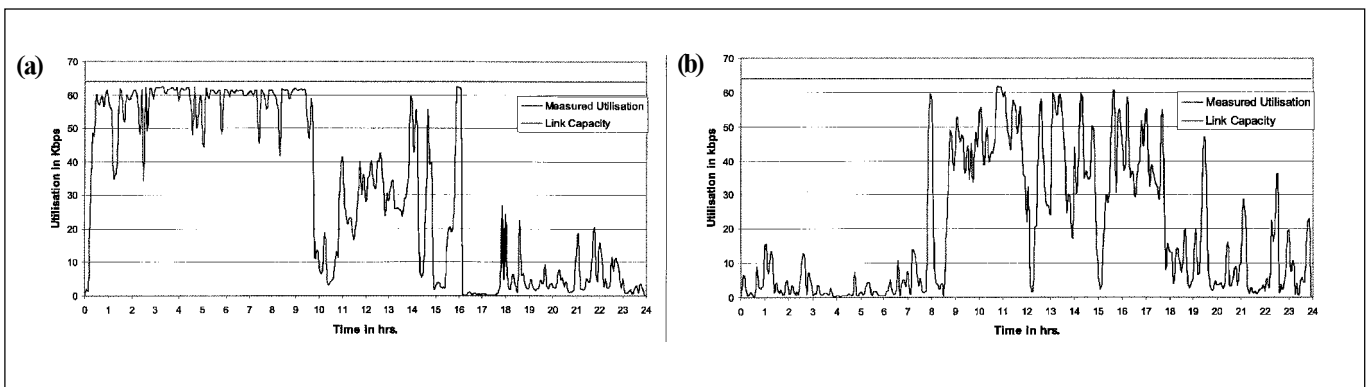 (a)
70
60
50
40
30
20
10
0
Utilisation in Kbps
0 1 2 3 4 5 6 7 8 9 10 11 12 13 14 15 16 17 18 19 20 21 22 23 24
Time in hrs.
Measured Utilisation
Link Capacity
(b)
70
60
50
40
30
20
10
0
Utilisation in kbps
0 1 2 3 4 5 6 7 8 9 10 11 12 13 14 15 16 17 18 19 20 21 22 23 24
Time in hrs.
Measured Utilisation
Link Capacity